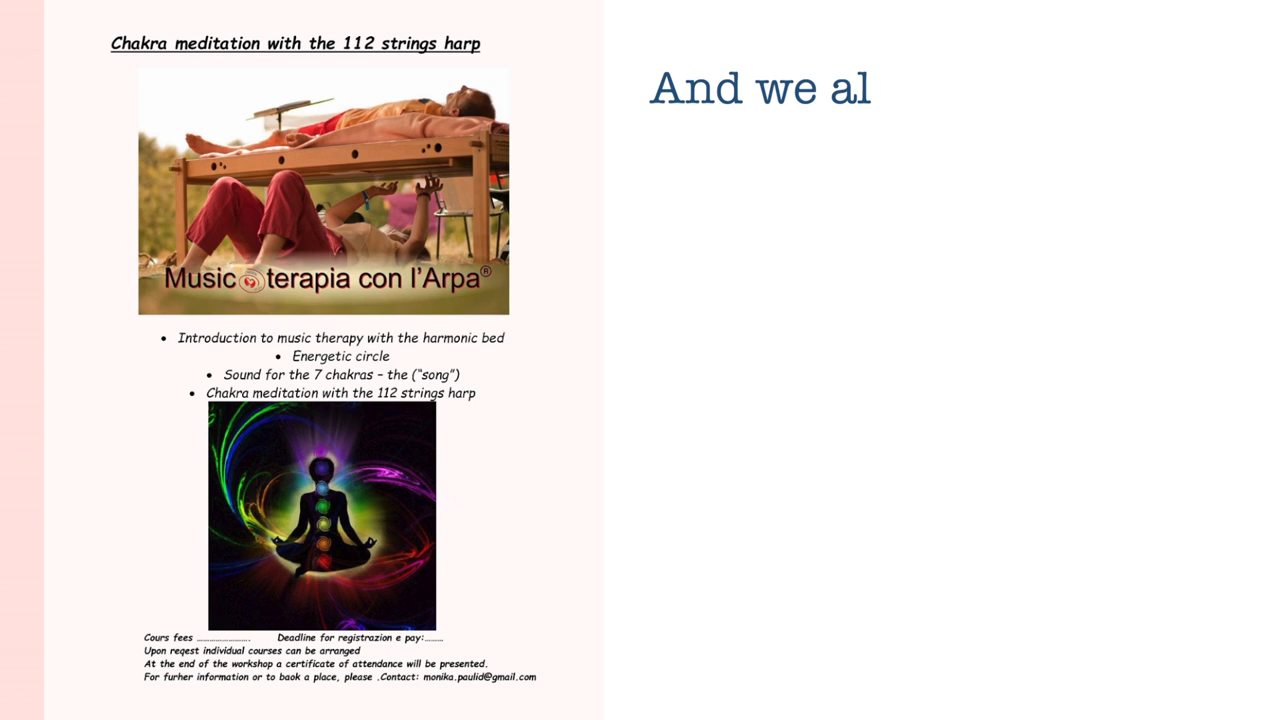 Chakra meditation with the 112 strings harp
Music terapia con l'Arpa®
• Introduction to music therapy with the harmonic bed
• Energetic circle
• Sound for the 7 chakras – the ("song")
• Chakra meditation with the 112 strings harp
Cours fees ........................ Deadline for registrazion e pay:.........
Upon reqest individual courses can be arranged
At the end of the workshop a certificate of attendance will be presented.
For furher information or to baok a place, please .Contact: monika.paulid@gmail.com
And we al